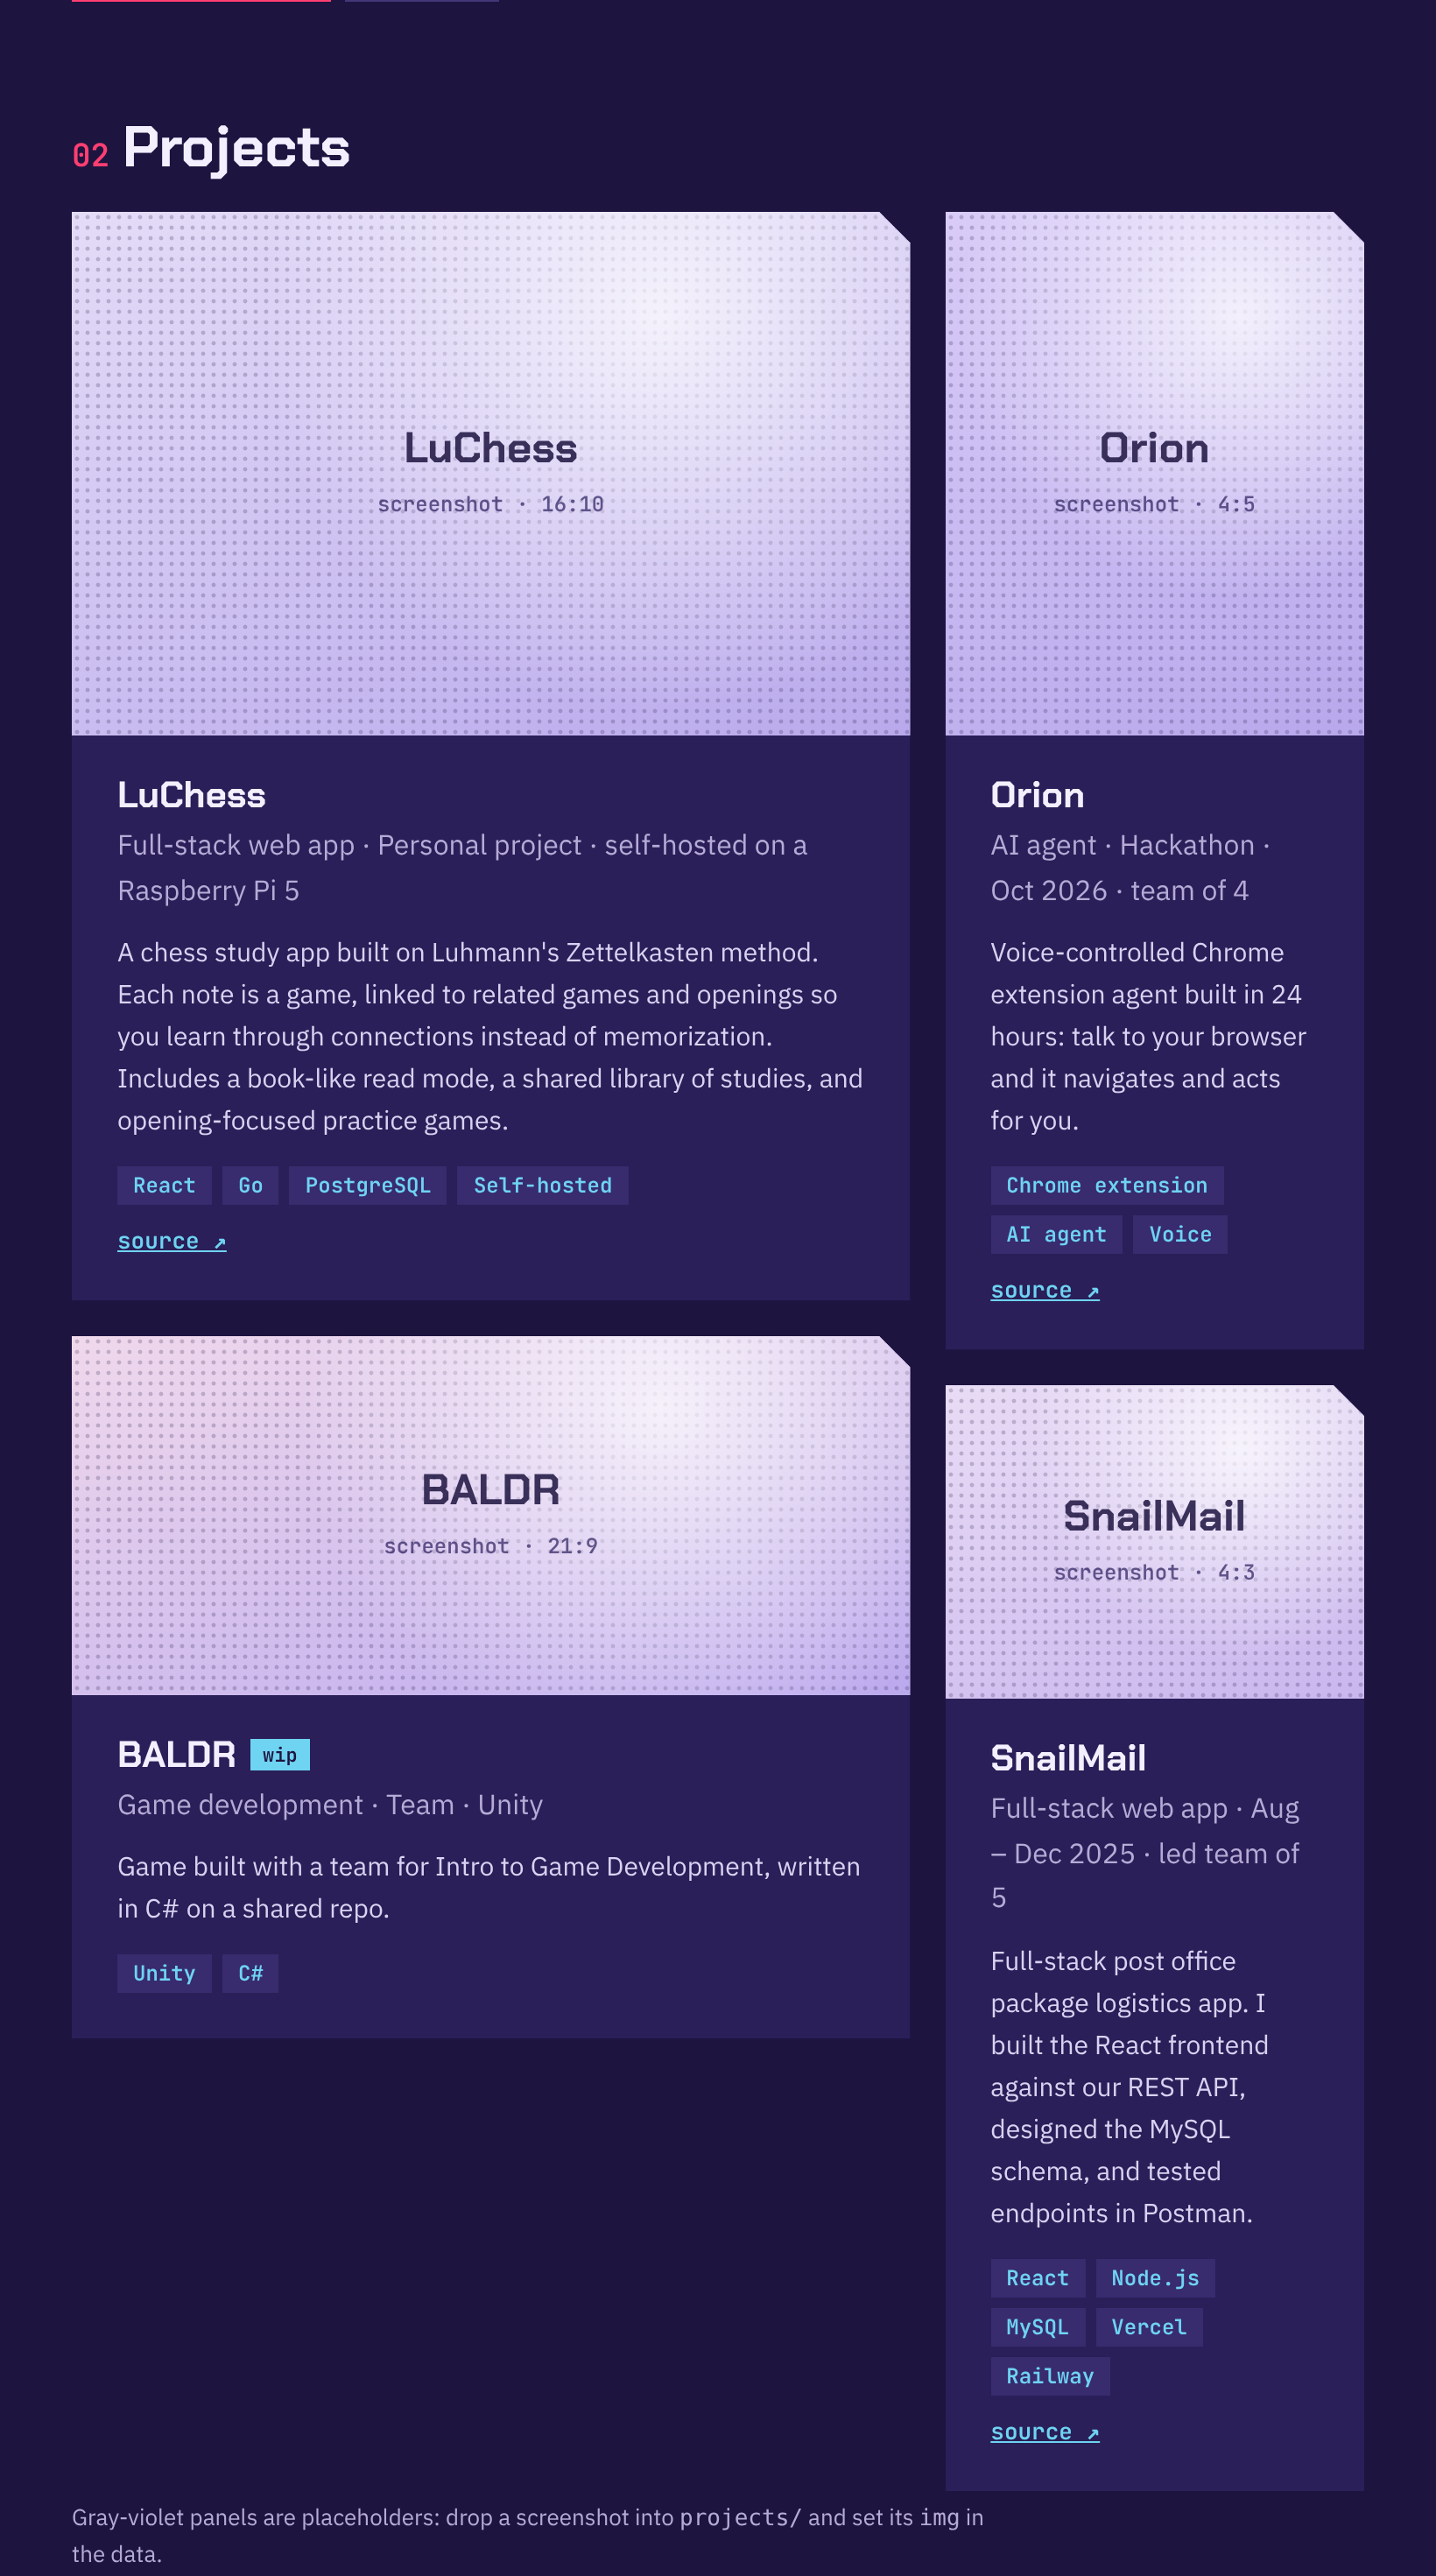 02 Projects
LuChess
screenshot · 16:10
LuChess
Full-stack web app · Personal project · self-hosted on a
Raspberry Pi 5
A chess study app built on Luhmann's Zettelkasten method.
Each note is a game, linked to related games and openings so
you learn through connections instead of memorization.
Includes a book-like read mode, a shared library of studies, and
opening-focused practice games.
React Go PostgreSQL Self-hosted
source ↗
Orion
screenshot · 4:5
Orion
AI agent · Hackathon ·
Oct 2026 · team of 4
Voice-controlled Chrome
extension agent built in 24
hours: talk to your browser
and it navigates and acts
for you.
Chrome extension
AI agent Voice
source ↗
BALDR
screenshot · 21:9
BALDR wip
Game development · Team · Unity
Game built with a team for Intro to Game Development, written
in C# on a shared repo.
Unity C#
SnailMail
screenshot · 4:3
SnailMail
Full-stack web app · Aug
– Dec 2025 · led team of
5
Full-stack post office
package logistics app. I
built the React frontend
against our REST API,
designed the MySQL
schema, and tested
endpoints in Postman.
React Node.js
MySQL Vercel
Railway
source ↗
Gray-violet panels are placeholders: drop a screenshot into projects/ and set its img in
the data.